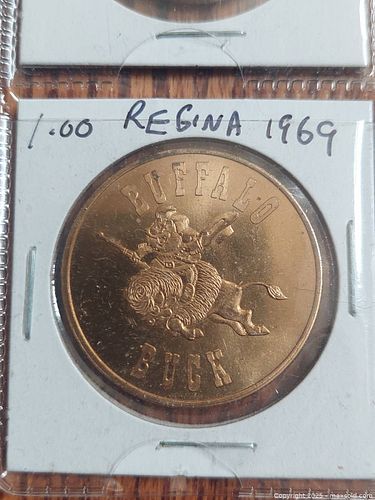 1.00 REGINA 1969
BUFFALO
BUCK
Copyright 2025 - maxsold.com